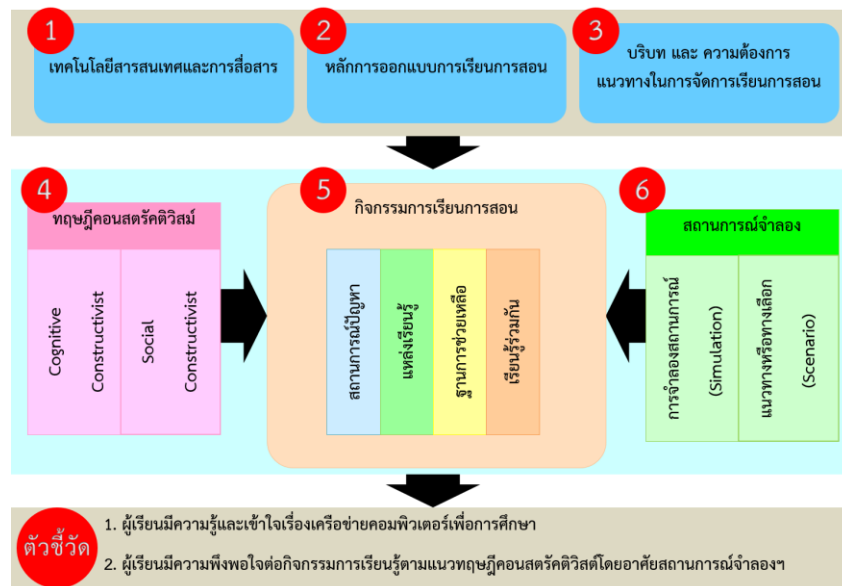 1
เทคโนโลยีสารสนเทศและการสื่อสาร
2
หลักการออกแบบการเรียนการสอน
3
บริบท และ ความต้องการ
แนวทางในการจัดการเรียนการสอน
4
ทฤษฎีคอนสตรัคติวิสม์
Cognitive
Constructivist
Social
Constructivist
5
กิจกรรมการเรียนการสอน
สถานการณ์ปัญหา
แหล่งเรียนรู้
ฐานการช่วยเหลือ
เรียนรู้ร่วมกัน
6
สถานการณ์จำลอง
การจำลองสถานการณ์
(Simulation)
แนวทางหรือทางเลือก
(Scenario)
ตัวชี้วัด
1. ผู้เรียนมีความรู้และเข้าใจเรื่องเครือข่ายคอมพิวเตอร์เพื่อการศึกษา
2. ผู้เรียนมีความพึงพอใจต่อกิจกรรมการเรียนรู้ตามแนวทฤษฎีคอนสตรัคติวิสต์โดยอาศัยสถานการณ์จำลองฯ